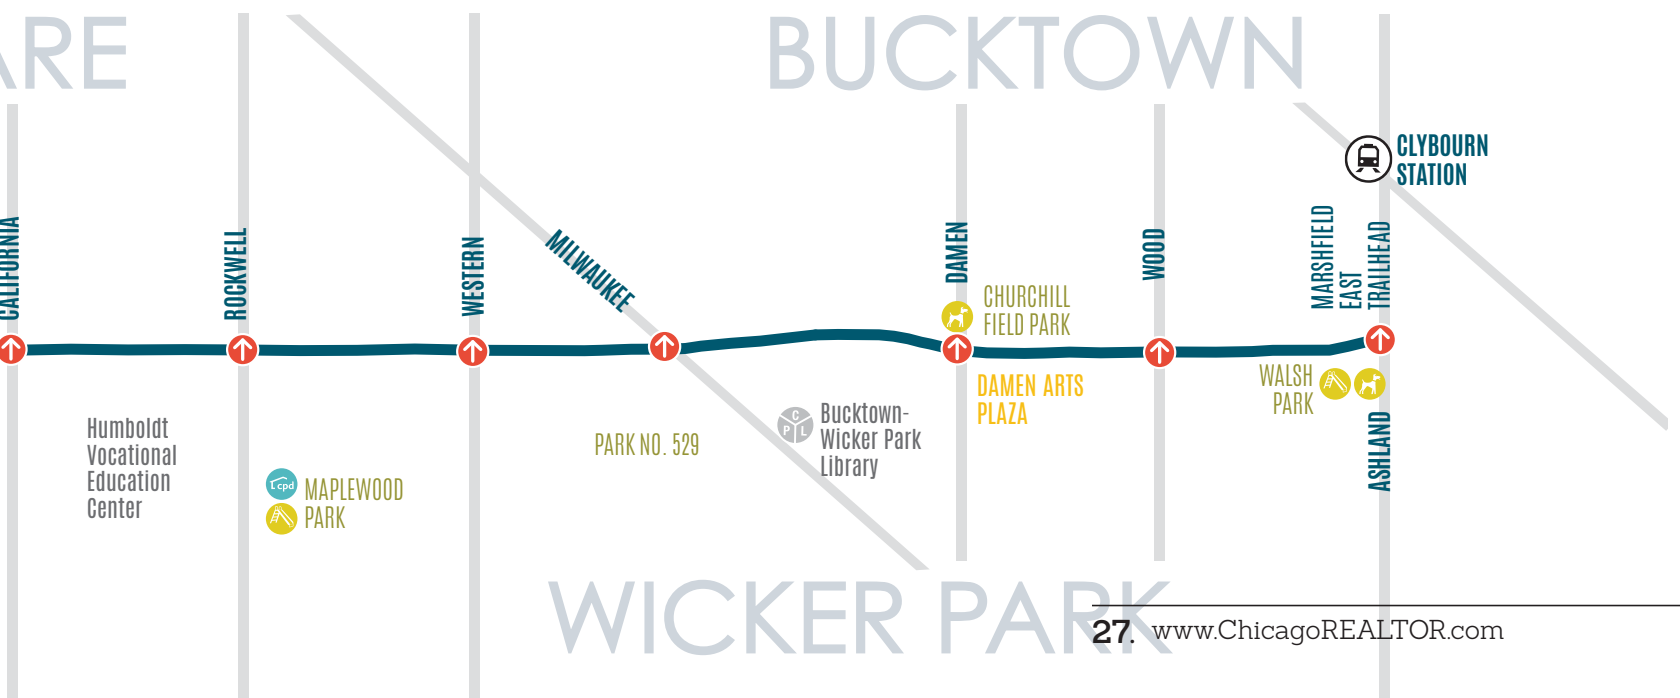 ARE
BUCKTOWN
CLYBOURN
STATION
CALIFORNIA
ROCKWELL
WESTERN
MILWAUKEE
DAMEN
WOOD
MARSHFIELD
EAST
TRAILHEAD
CHURCHILL
FIELD PARK
DAMEN ARTS
PLAZA
WALSH
PARK
ASHLAND
Humboldt
Vocational
Education
Center
cpd
MAPLEWOOD
PARK
PARK NO. 529
C
P L
Bucktown-
Wicker Park
Library
WICKER PARK
27. www.ChicagoREALTOR.com